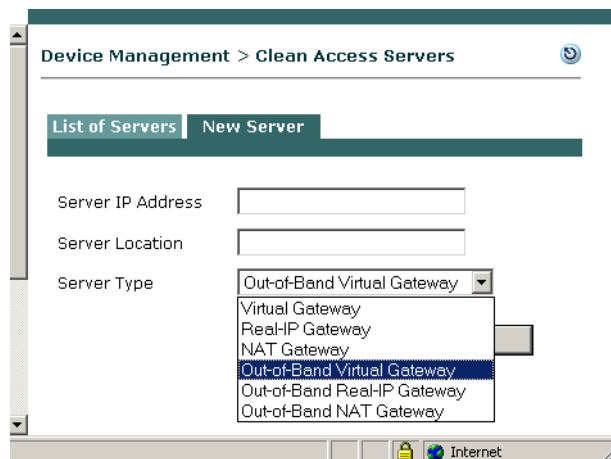 Device Management > Clean Access Servers
List of Servers New Server
Server IP Address
Server Location
Server Type Out-of-Band Virtual Gateway
Virtual Gateway
Real-IP Gateway
NAT Gateway
Out-of-Band Virtual Gateway
Out-of-Band Real-IP Gateway
Out-of-Band NAT Gateway
Internet